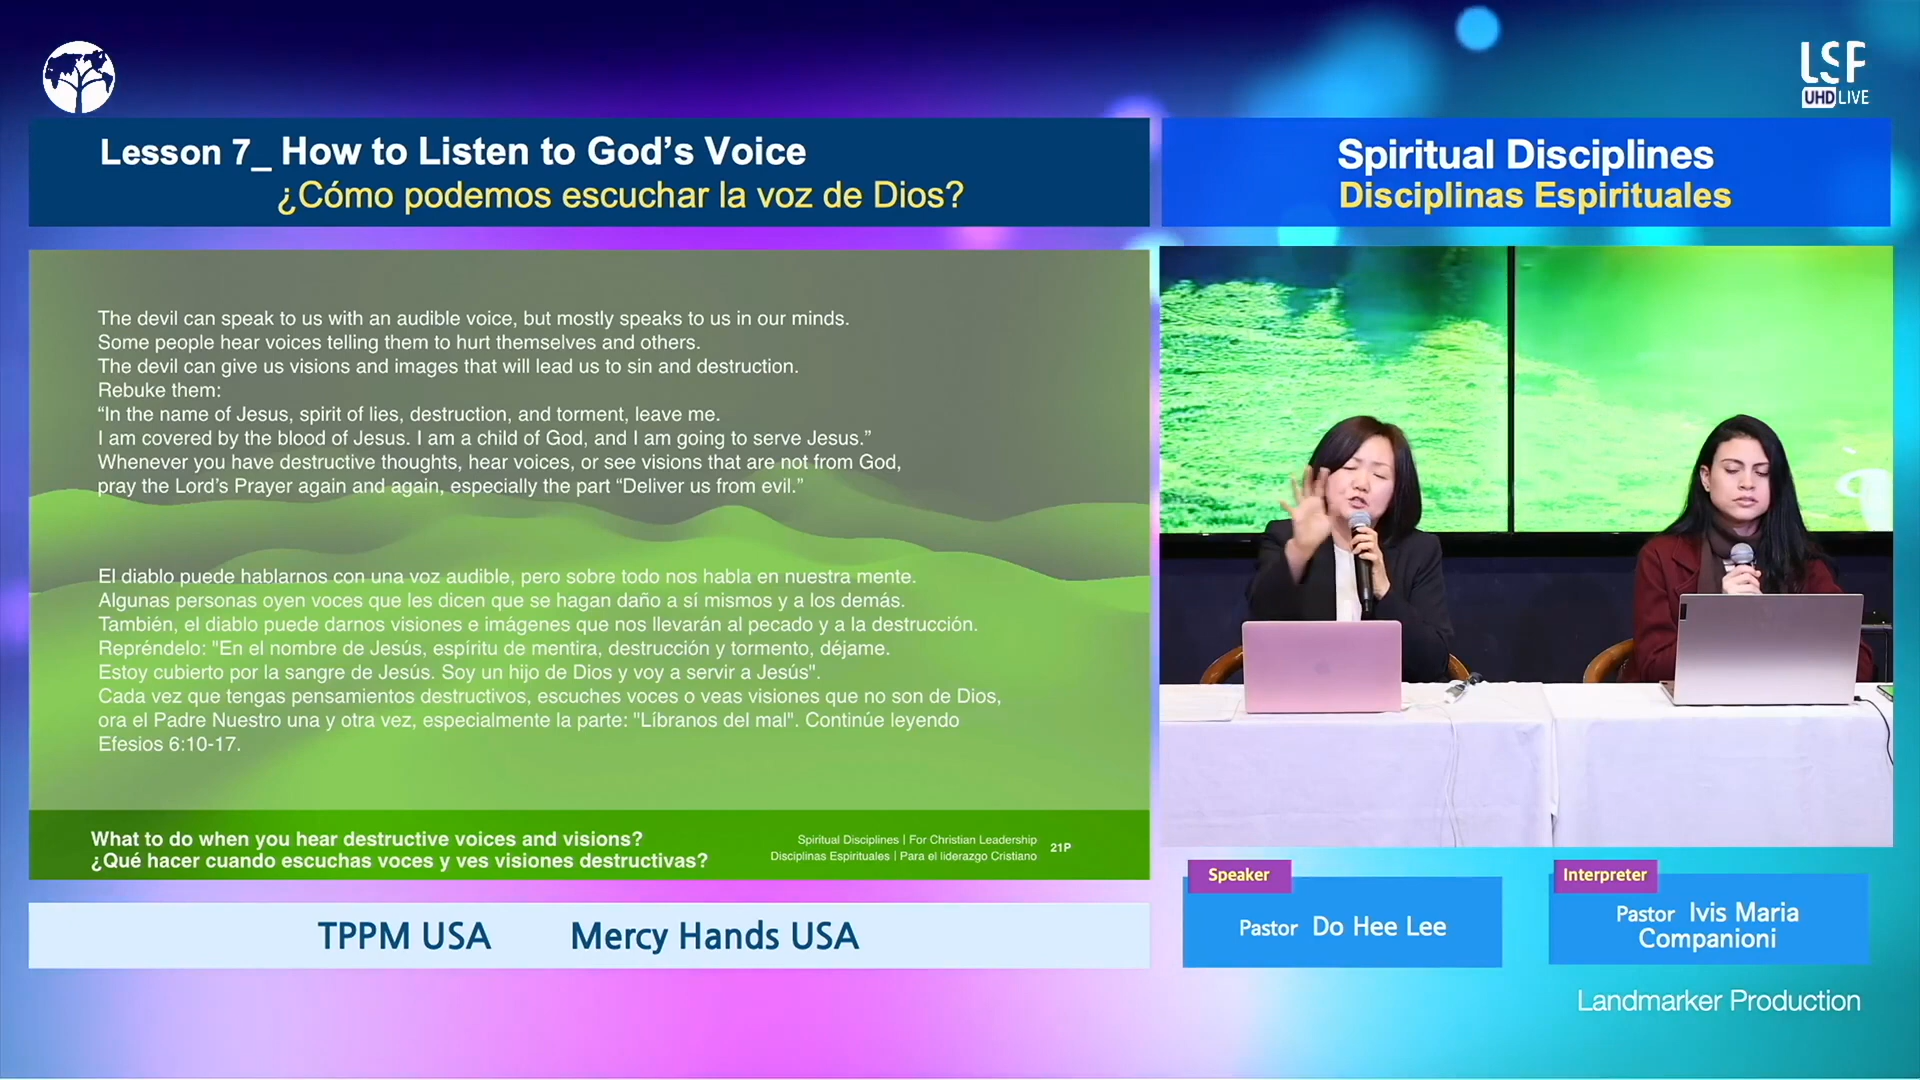 LSF
UHD LIVE
Lesson 7_ How to Listen to God’s Voice
¿Cómo podemos escuchar la voz de Dios?
Spiritual Disciplines
Disciplinas Espirituales
The devil can speak to us with an audible voice, but mostly speaks to us in our minds.
Some people hear voices telling them to hurt themselves and others.
The devil can give us visions and images that will lead us to sin and destruction.
Rebuke them:
“In the name of Jesus, spirit of lies, destruction, and torment, leave me.
I am covered by the blood of Jesus. I am a child of God, and I am going to serve Jesus.”
Whenever you have destructive thoughts, hear voices, or see visions that are not from God,
pray the Lord’s Prayer again and again, especially the part “Deliver us from evil.”
El diablo puede hablarnos con una voz audible, pero sobre todo nos habla en nuestra mente.
Algunas personas oyen voces que les dicen que se hagan daño a sí mismos y a los demás.
También, el diablo puede darnos visiones e imágenes que nos llevarán al pecado y a la destrucción.
Repréndelo: "En el nombre de Jesús, espíritu de mentira, destrucción y tormento, déjame.
Estoy cubierto por la sangre de Jesús. Soy un hijo de Dios y voy a servir a Jesús".
Cada vez que tengas pensamientos destructivos, escuches voces o veas visiones que no son de Dios,
ora el Padre Nuestro una y otra vez, especialmente la parte: "Líbranos del mal". Continúe leyendo
Efesios 6:10-17.
What to do when you hear destructive voices and visions?
¿Qué hacer cuando escuchas voces y ves visiones destructivas?
Spiritual Disciplines | For Christian Leadership
Disciplinas Espirituales | Para el liderazgo Cristiano
21P
TPPM USA Mercy Hands USA
Speaker
Pastor Do Hee Lee
Interpreter
Pastor Ivis Maria
Companioni
Landmarker Production